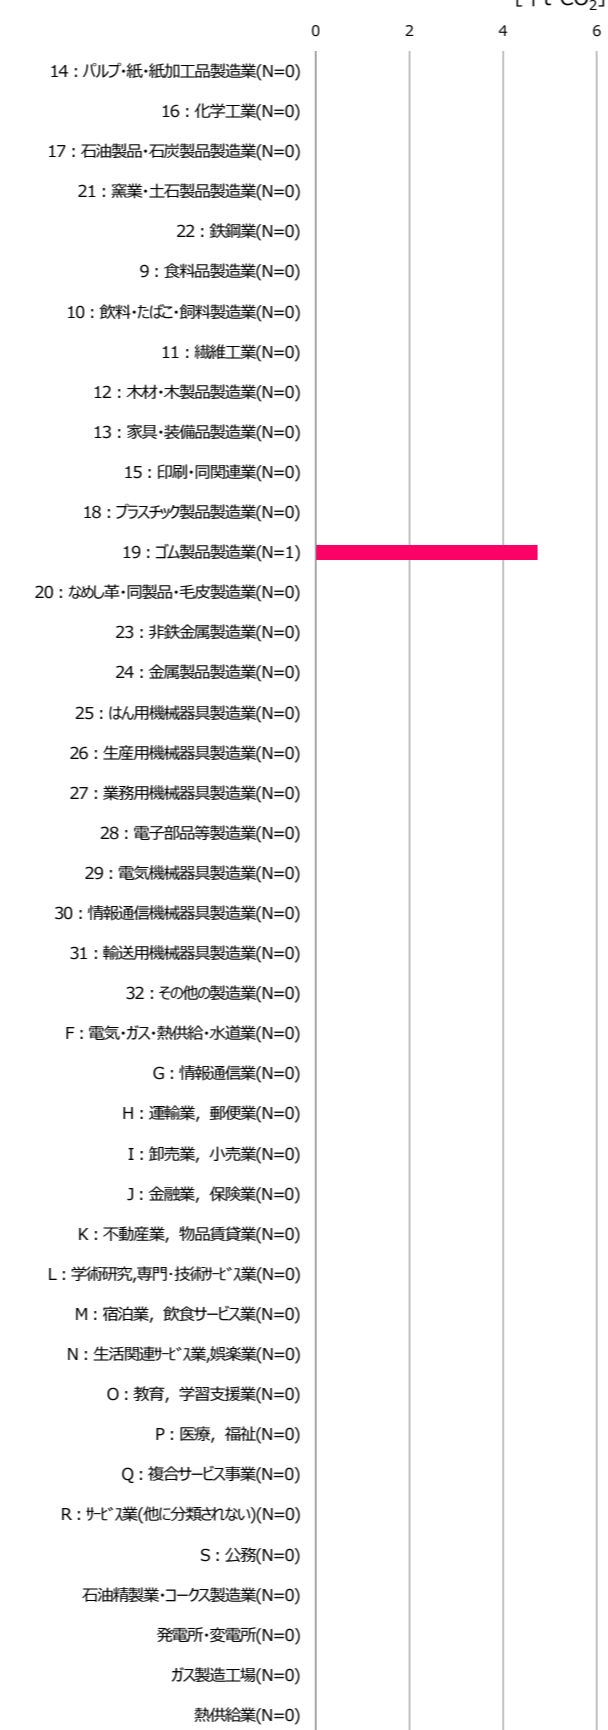 0 2 4 6
14：パルプ・紙・紙加工品製造業(N=0)
16：化学工業(N=0)
17：石油製品・石炭製品製造業(N=0)
21：窯業・土石製品製造業(N=0)
22：鉄鋼業(N=0)
9：食料品製造業(N=0)
10：飲料・たばこ・飼料製造業(N=0)
11：繊維工業(N=0)
12：木材・木製品製造業(N=0)
13：家具・装備品製造業(N=0)
15：印刷・同関連業(N=0)
18：プラスチック製品製造業(N=0)
19：ゴム製品製造業(N=1)
20：なめし革・同製品・毛皮製造業(N=0)
23：非鉄金属製造業(N=0)
24：金属製品製造業(N=0)
25：はん用機械器具製造業(N=0)
26：生産用機械器具製造業(N=0)
27：業務用機械器具製造業(N=0)
28：電子部品等製造業(N=0)
29：電気機械器具製造業(N=0)
30：情報通信機械器具製造業(N=0)
31：輸送用機械器具製造業(N=0)
32：その他の製造業(N=0)
F：電気・ガス・熱供給・水道業(N=0)
G：情報通信業(N=0)
H：運輸業，郵便業(N=0)
I：卸売業，小売業(N=0)
J：金融業，保険業(N=0)
K：不動産業，物品賃貸業(N=0)
L：学術研究,専門・技術ｻｰﾋﾞｽ業(N=0)
M：宿泊業，飲食サービス業(N=0)
N：生活関連ｻｰﾋﾞｽ業,娯楽業(N=0)
O：教育，学習支援業(N=0)
P：医療，福祉(N=0)
Q：複合サービス事業(N=0)
R：ｻｰﾋﾞｽ業(他に分類されない)(N=0)
S：公務(N=0)
石油精製業・コークス製造業(N=0)
発電所・変電所(N=0)
ガス製造工場(N=0)
熱供給業(N=0)